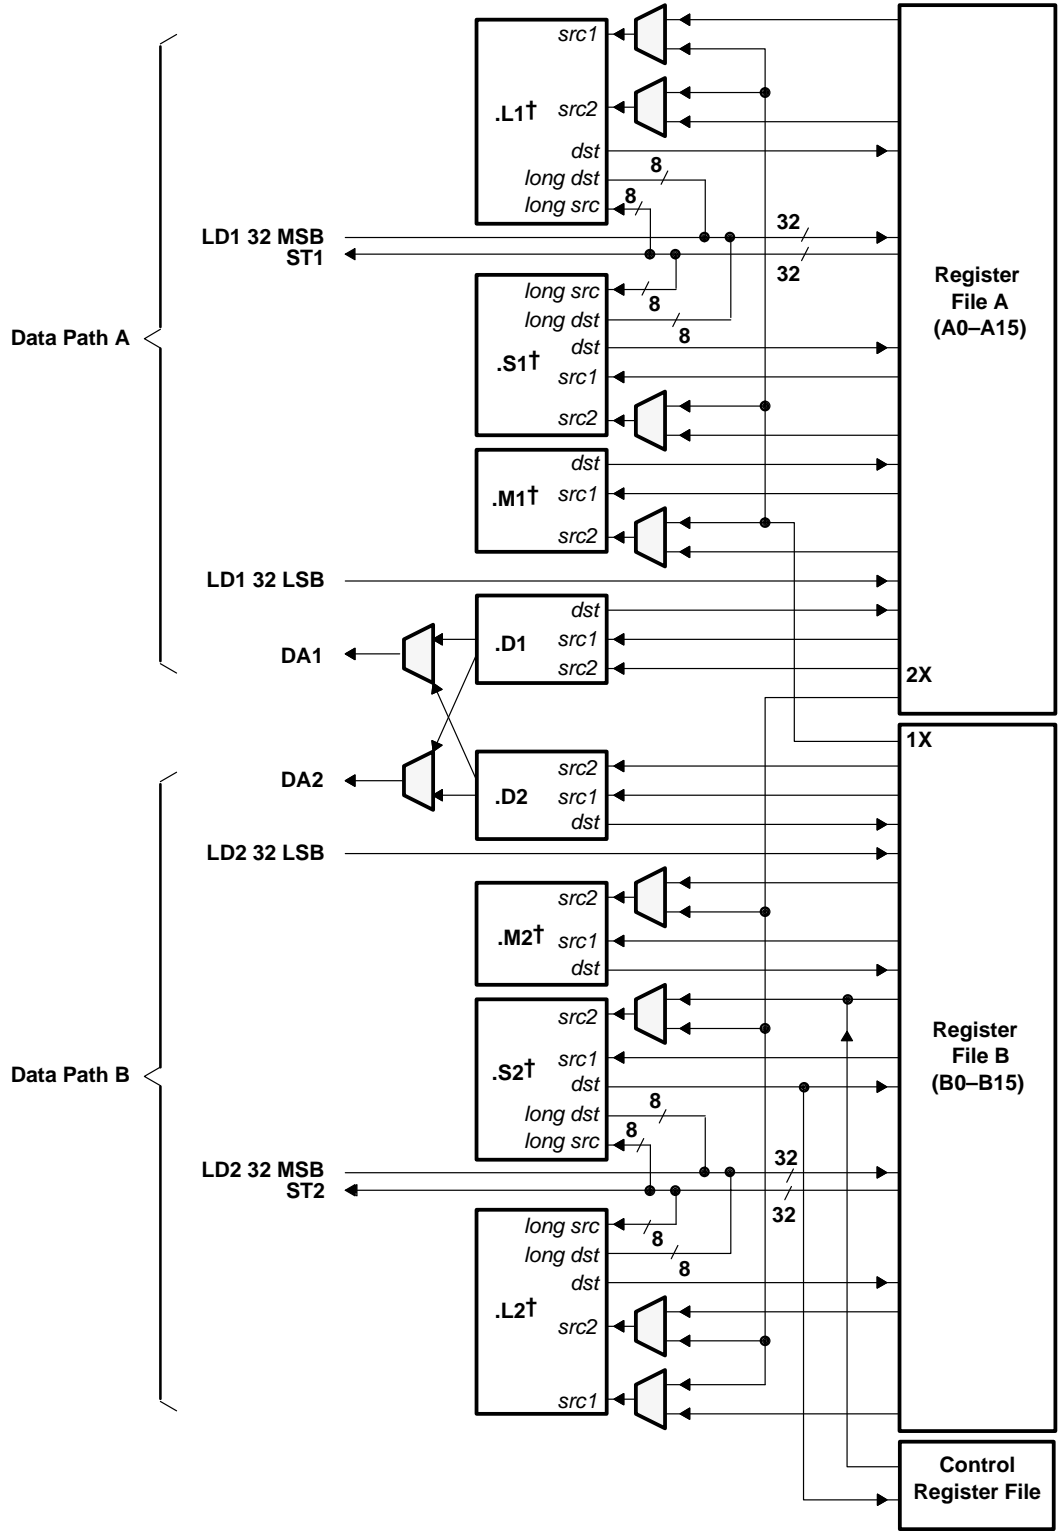 src1
.L1†
src2
dst
8
long dst
8
long src
LD1 32 MSB
32
ST1
32
Register
File A
(A0–A15)
long src
8
long dst
8
Data Path A
dst
.S1†
src1
src2
dst
.M1†
src1
src2
LD1 32 LSB
dst
.D1
src1
DA1
src2
2X
1X
DA2
src2
.D2
src1
dst
LD2 32 LSB
src2
.M2†
src1
dst
src2
Register
File B
(B0–B15)
src1
Data Path B
.S2†
dst
8
long dst
8
long src
LD2 32 MSB
32
ST2
32
long src
8
long dst
8
dst
.L2†
src2
src1
Control
Register File